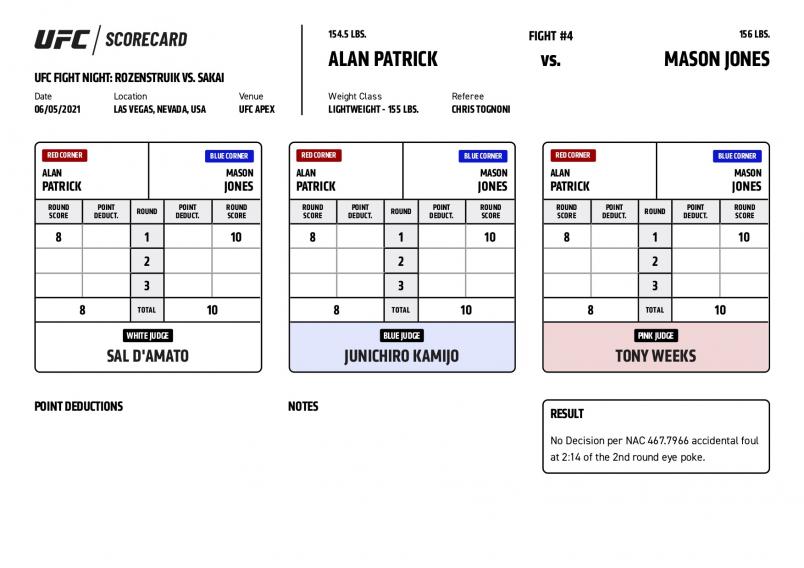 UFC SCORECARD
UFC FIGHT NIGHT: ROZENSTRUIK VS. SAKAI
Date Location Venue
06/05/2021 LAS VEGAS, NEVADA, USA UFC APEX
154.5 LBS. FIGHT #4 156 LBS.
ALAN PATRICK VS. MASON JONES
Weight Class Referee
LIGHTWEIGHT - 155 LBS. CHRIS TOGNONI
RED CORNER BLUE CORNER
ALAN MASON
PATRICK JONES
ROUND SCORE POINT DEDUCT. ROUND POINT DEDUCT. ROUND SCORE
8 1 10
2
3
8 TOTAL 10
WHITE JUDGE
SAL D'AMATO
RED CORNER BLUE CORNER
ALAN MASON
PATRICK JONES
ROUND SCORE POINT DEDUCT. ROUND POINT DEDUCT. ROUND SCORE
8 1 10
2
3
8 TOTAL 10
BLUE JUDGE
JUNICHIRO KAMIJO
RED CORNER BLUE CORNER
ALAN MASON
PATRICK JONES
ROUND SCORE POINT DEDUCT. ROUND POINT DEDUCT. ROUND SCORE
8 1 10
2
3
8 TOTAL 10
PINK JUDGE
TONY WEEKS
POINT DEDUCTIONS
NOTES
RESULT
No Decision per NAC 467.7966 accidental foul
at 2:14 of the 2nd round eye poke.